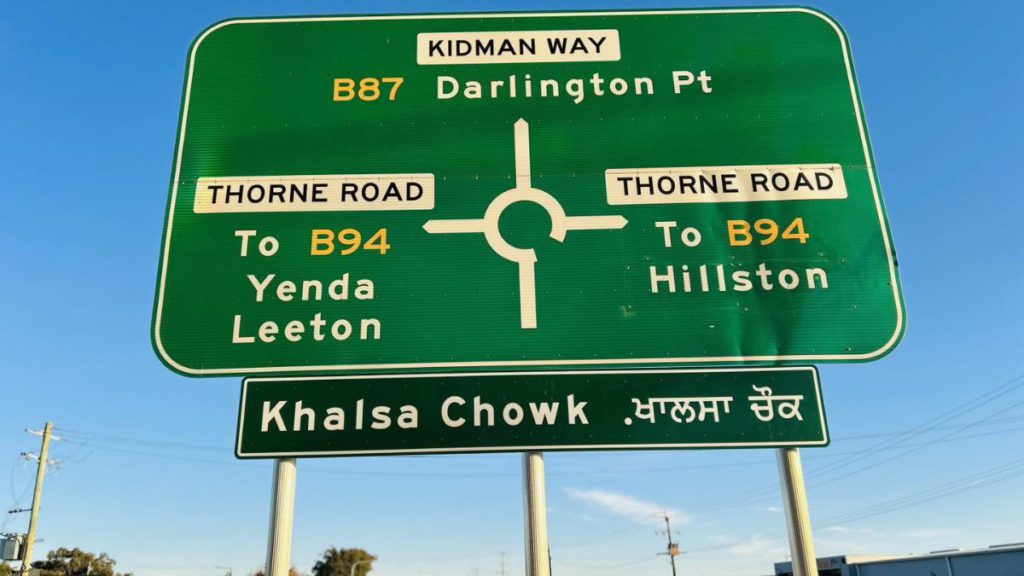 KIDMAN WAY
B87 Darlington Pt
THORNE ROAD
To B94
Yenda
Leeton
THORNE ROAD
To B94
Hillston
Khalsa Chowk .ਖਾਲਸਾ ਚੌਕ